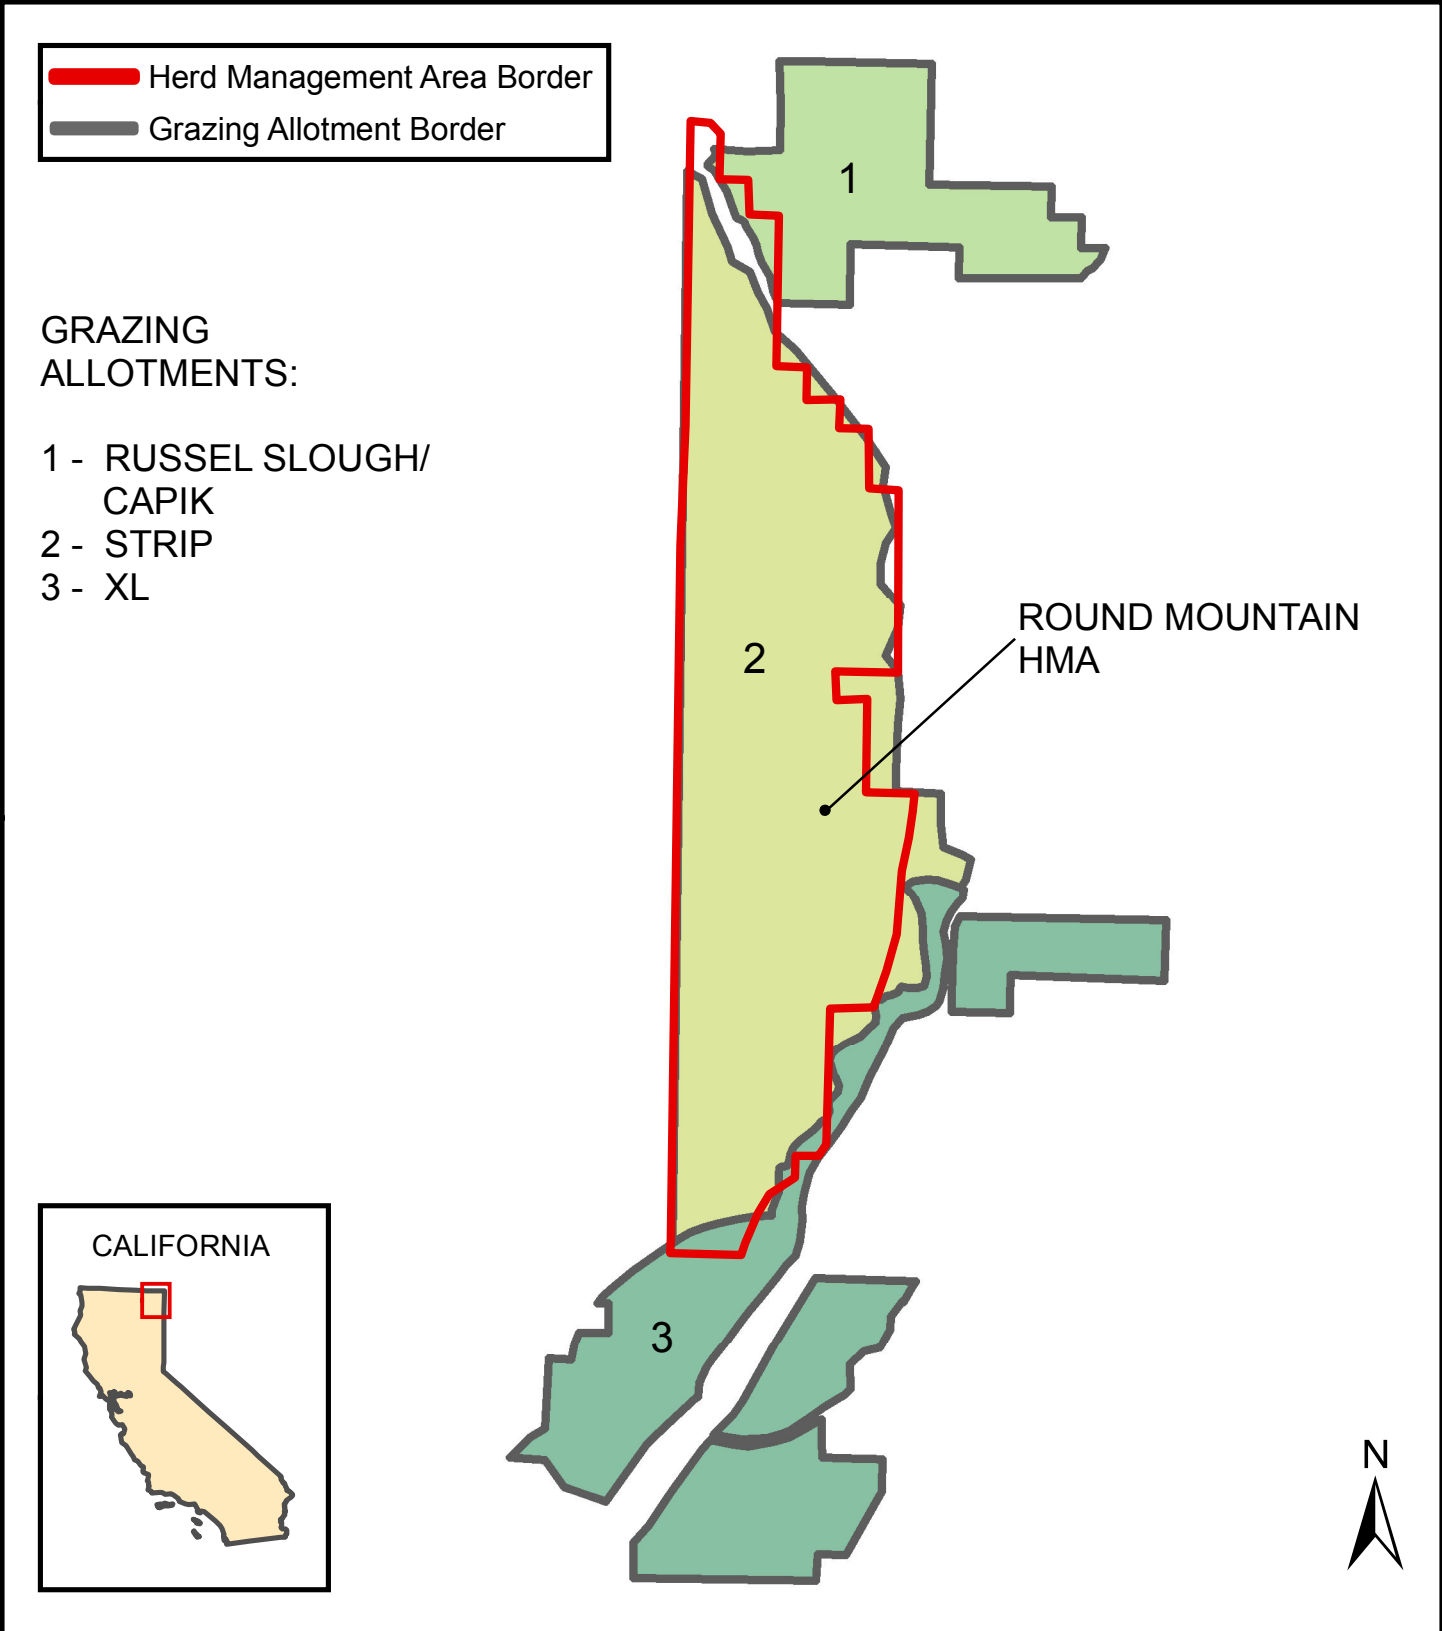 Herd Management Area Border
Grazing Allotment Border
1
GRAZING
ALLOTMENTS:
1 - RUSSEL SLOUGH/
CAPIK
2 - STRIP
3 - XL
2
ROUND MOUNTAIN
HMA
CALIFORNIA
3
N